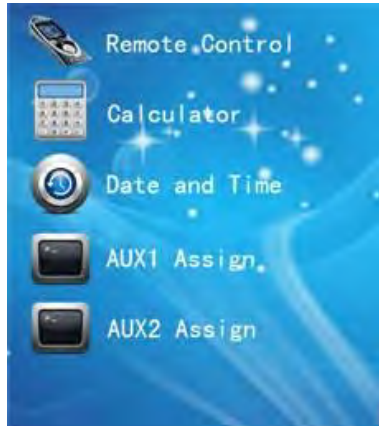 Remote Control
Calculator
Date and Time
AUX1 Assign
AUX2 Assign